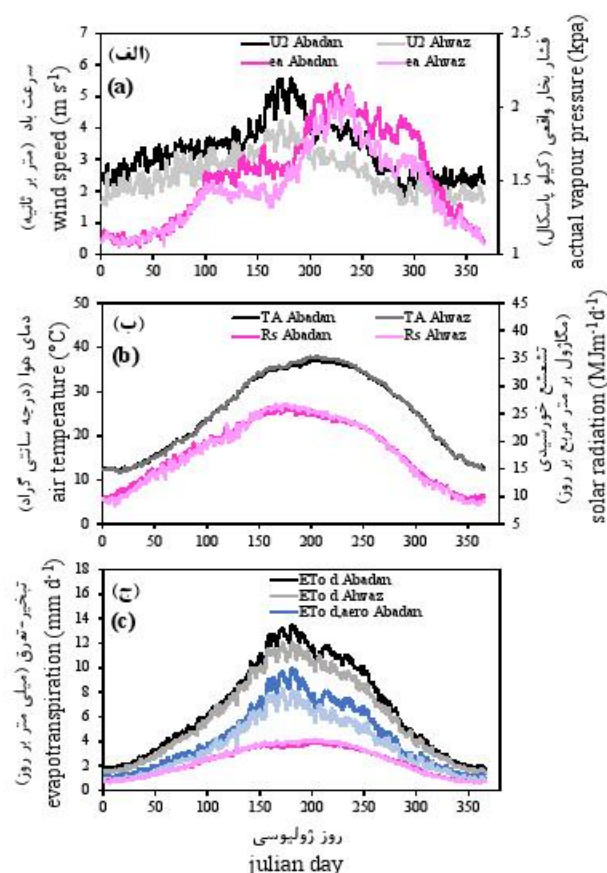 (الف)
(a)
U2 Abadan
U2 Ahwaz
ea Abadan
ea Ahwaz
سرعت باد (متر بر ثانیه)
wind speed (m s-1)
7
6
5
4
3
2
1
0
2.5
2
1.5
1
فشار بخار واقعی (کیلو پاسکال)
actual vapour pressure (kpa)
0 50 100 150 200 250 300 350
(ب)
(b)
TA Abadan
TA Ahwaz
Rs Abadan
Rs Ahwaz
دمای هوا (درجه سانتی گراد)
air temperature (°C)
50
40
30
20
10
0
45
40
35
30
25
20
15
10
5
تشعشع خورشیدی
(مگاژول بر متر مربع بر روز)
solar radiation (MJm-1d-1)
0 50 100 150 200 250 300 350
(ج)
(c)
ETo d Abadan
ETo d Ahwaz
ETo d,aero Abadan
تبخیر-تعرق (میلی متر بر روز)
evapotranspiration (mm d-1)
18
16
14
12
10
8
6
4
2
0
0 50 100 150 200 250 300 350
روز ژولیوسی
julian day